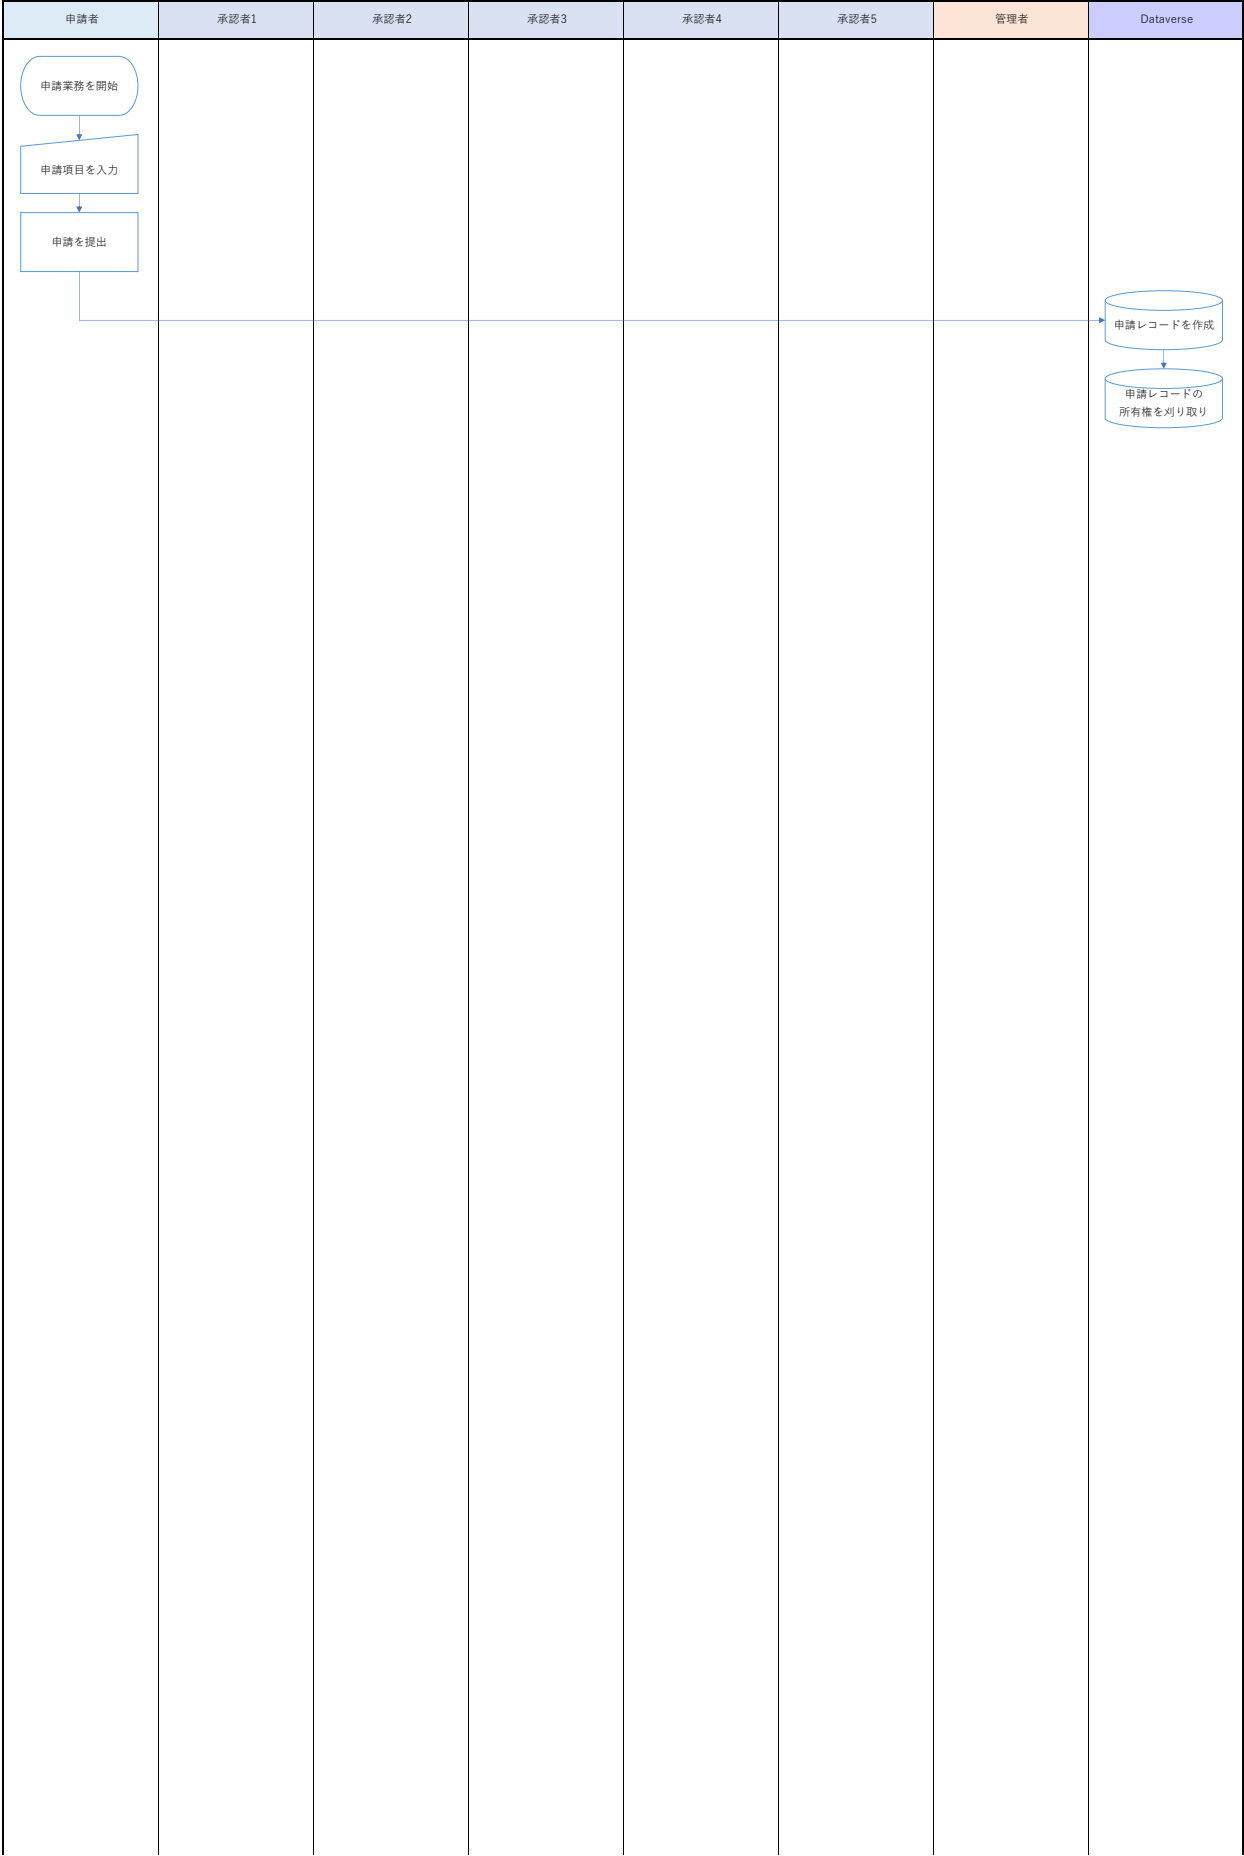 申請者
承認者1
承認者2
承認者3
承認者4
承認者5
管理者
Dataverse
申請業務を開始
申請項目を入力
申請を提出
申請レコードを作成
申請レコードの
所有権を刈り取り